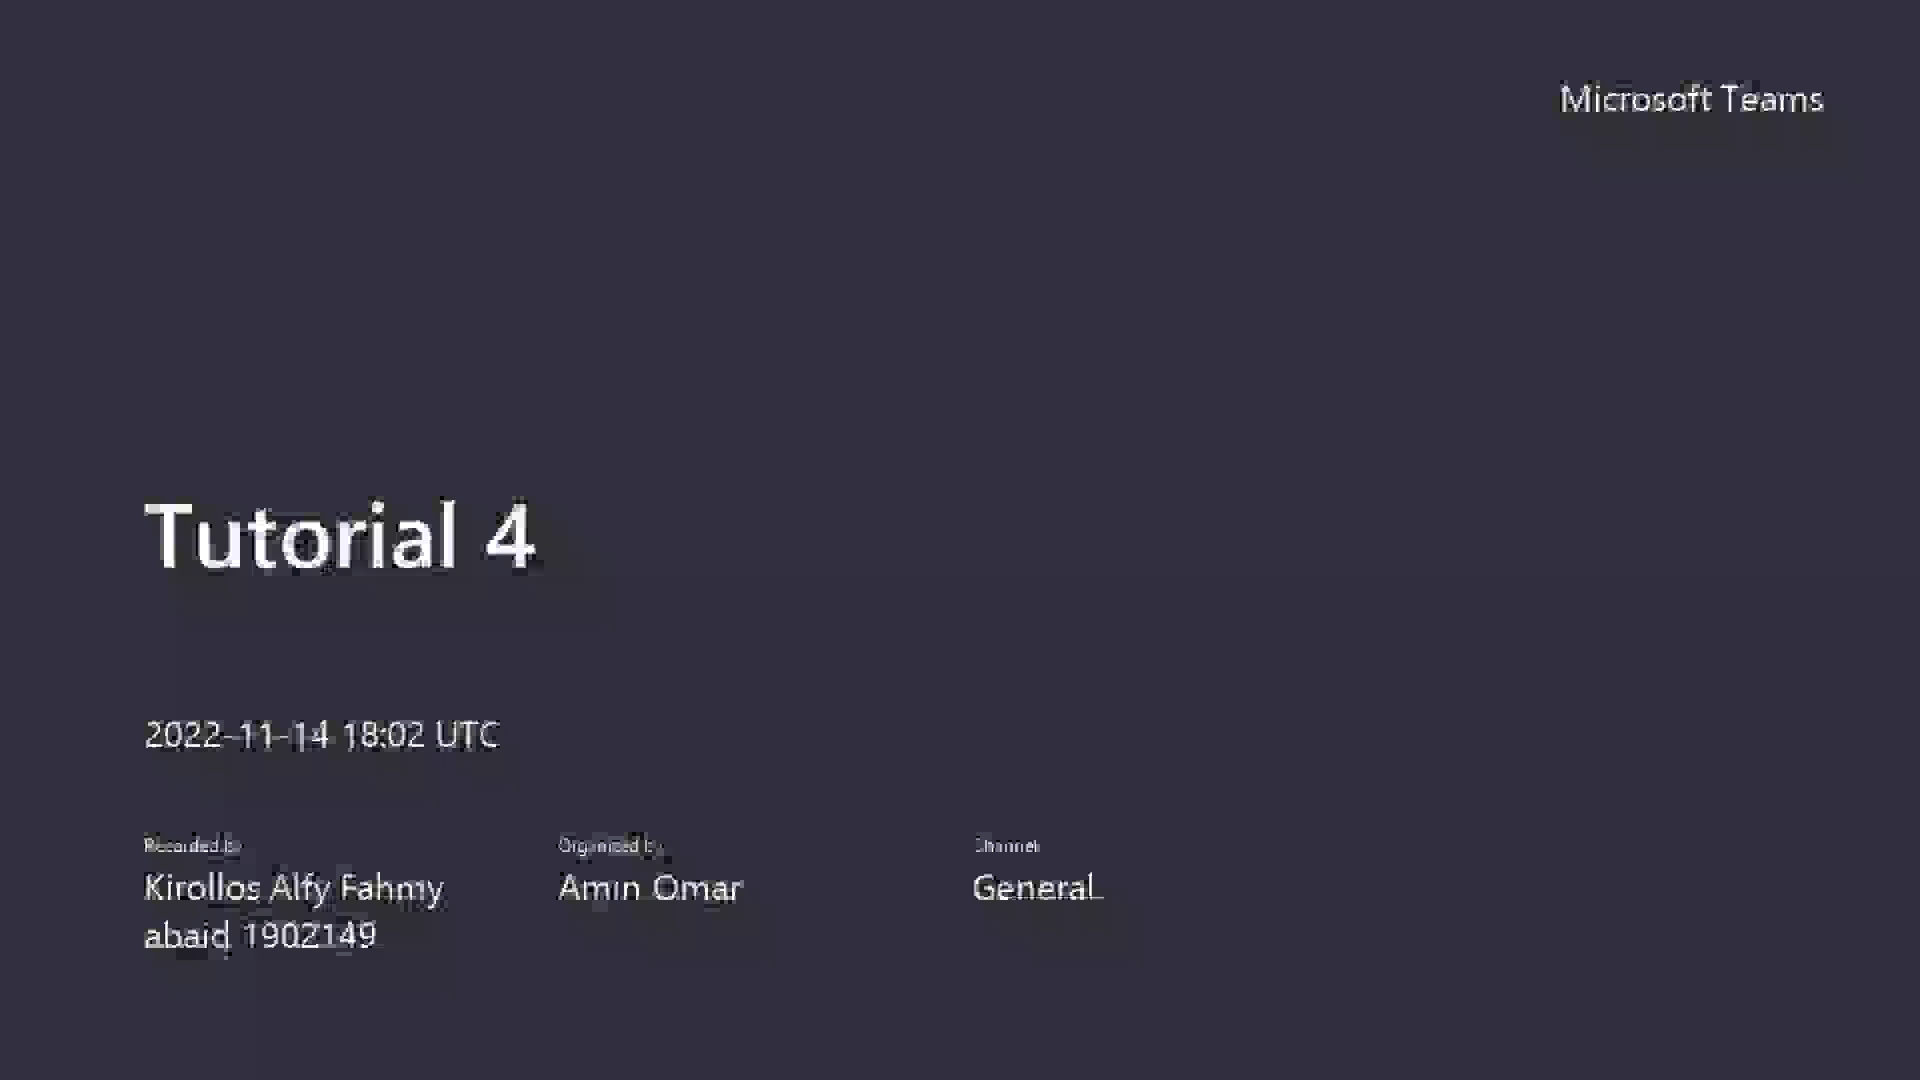 Microsoft Teams
Tutorial 4
2022-11-14 18:02 UTC
Recorded by
Organized by
Channel
Kirollos Alfy Fahmy
Amin Omar
General
abaid 1902149